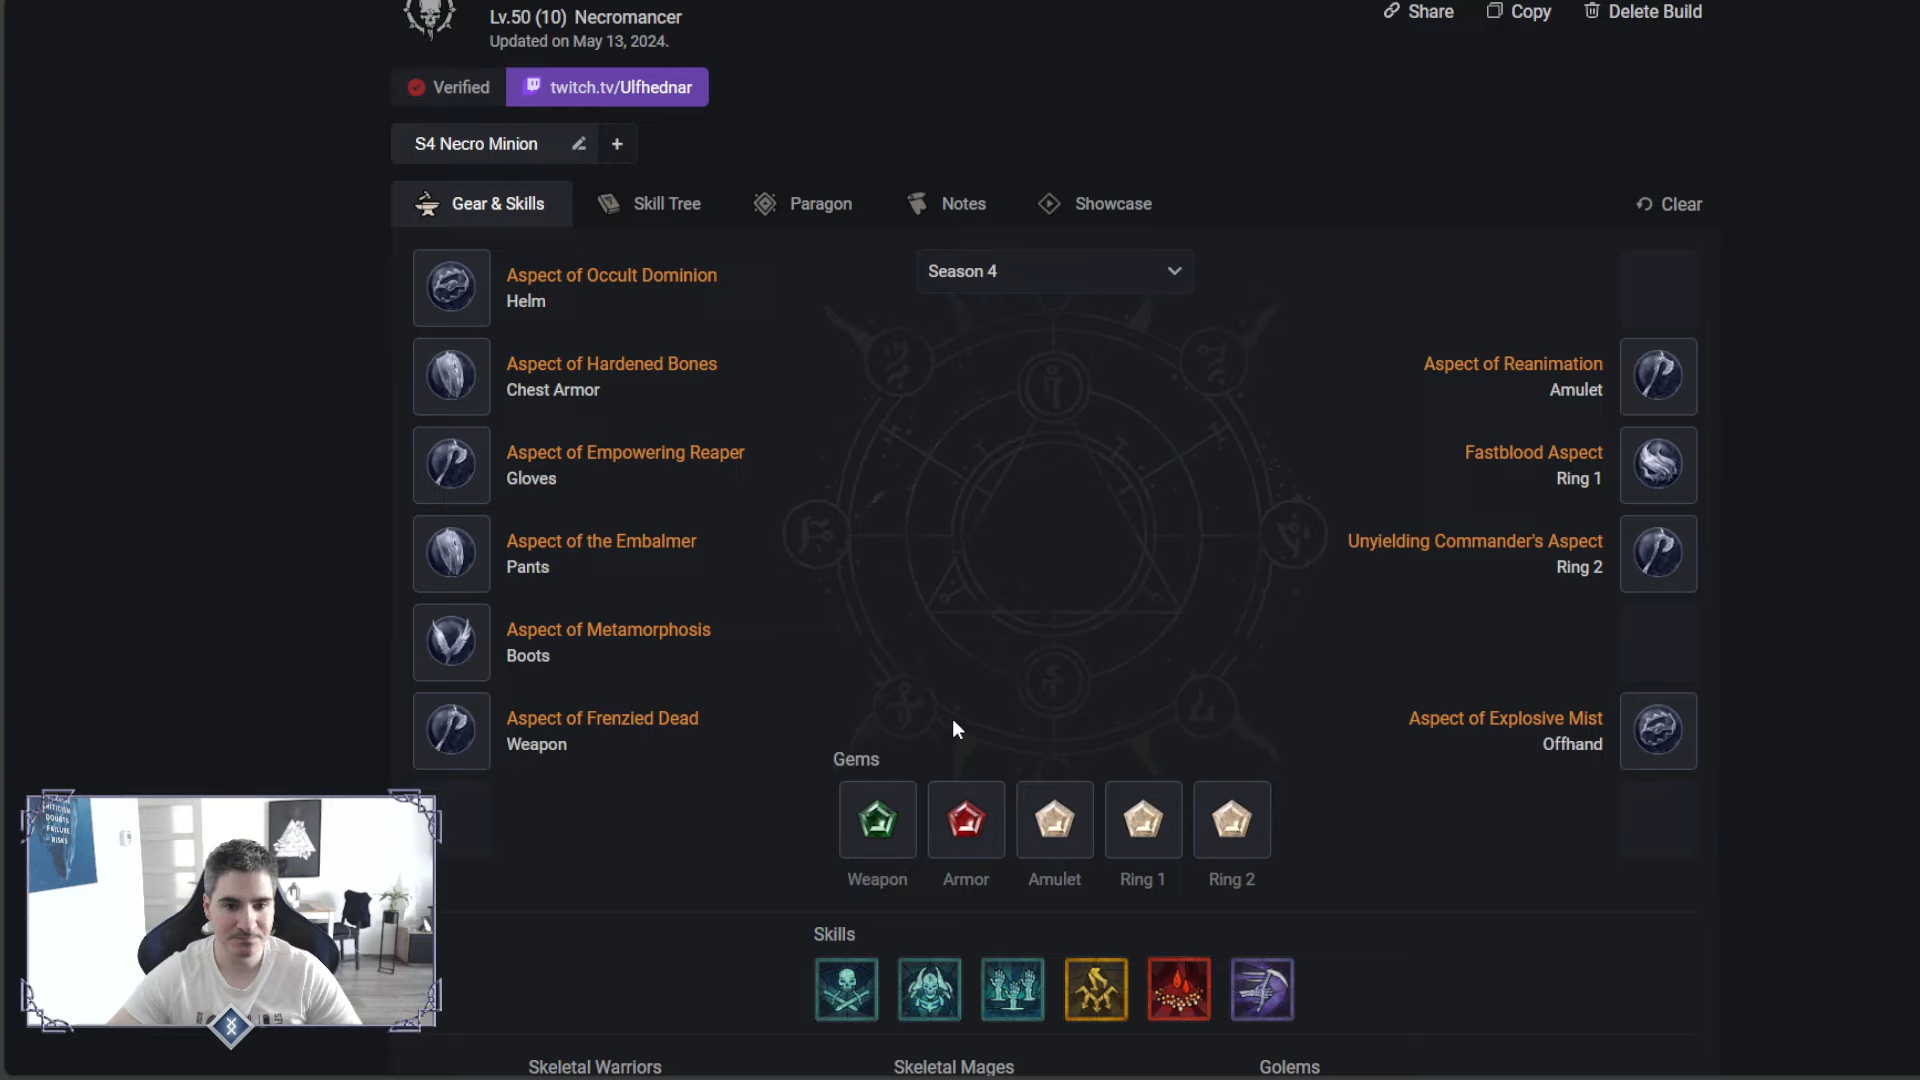 Lv.50 (10) Necromancer
Updated on May 13, 2024.
Share
Copy
Delete Build
Verified
twitch.tv/Ulfhednar
S4 Necro Minion
+
Gear & Skills
Skill Tree
Paragon
Notes
Showcase
Clear
Season 4
Aspect of Occult Dominion
Helm
Aspect of Hardened Bones
Chest Armor
Aspect of Empowering Reaper
Gloves
Aspect of the Embalmer
Pants
Aspect of Metamorphosis
Boots
Aspect of Frenzied Dead
Weapon
Aspect of Reanimation
Amulet
Fastblood Aspect
Ring 1
Unyielding Commander's Aspect
Ring 2
Aspect of Explosive Mist
Offhand
Gems
Weapon
Armor
Amulet
Ring 1
Ring 2
Skills
Skeletal Warriors
Skeletal Mages
Golems
CRITICISM
DOUBTS
FAILURE
RISKS